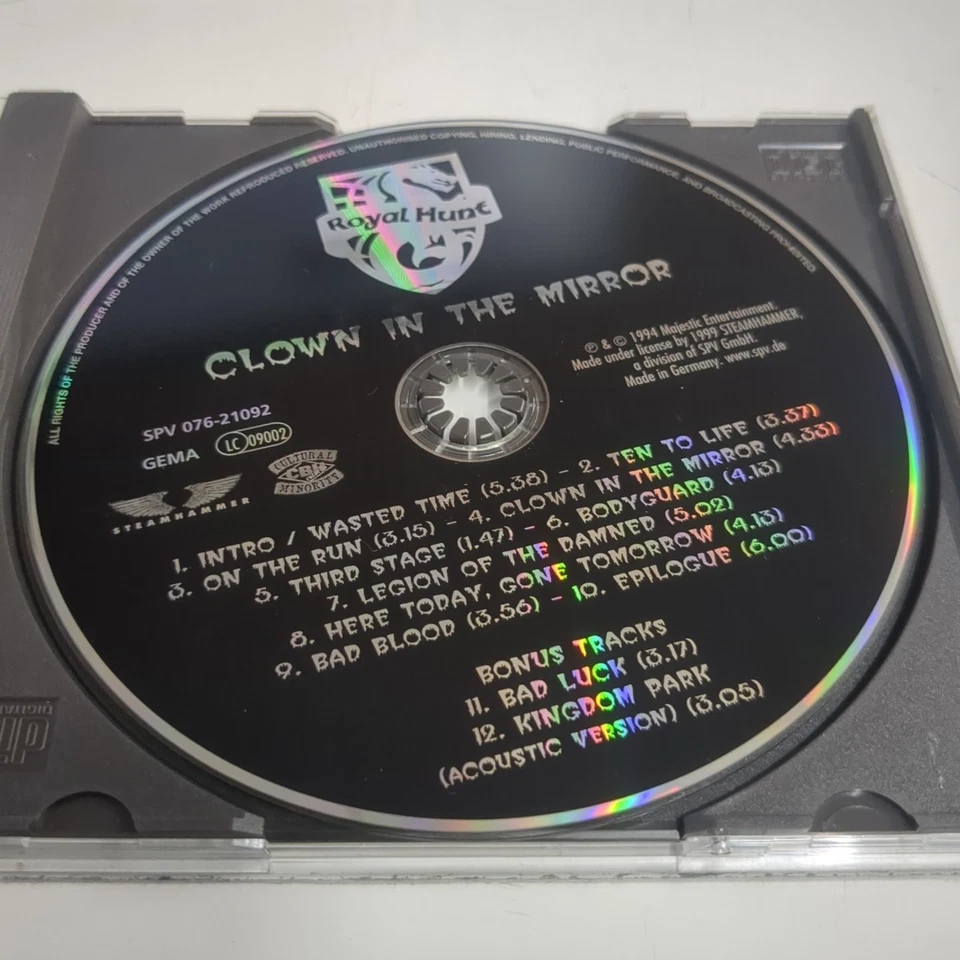 ALL RIGHTS OF THE PRODUCER AND OF THE OWNER OF THE WORK REPRODUCED RESERVED. UNAUTHORISED COPYING, HIRING, LENDING, PUBLIC PERFORMANCE, AND BROADCASTING PROHIBITED.
Royal Hunt
CLOWN IN THE MIRROR
℗ & © 1994 Majestic Entertainment.
Made under license by 1999 STEAMHAMMER,
a division of SPV GmbH.
Made in Germany. www.spv.de
SPV 076-21092
GEMA LC 09002
STEAMHAMMER
CULTURAL
CBH
MINORITY
1. INTRO / WASTED TIME (5.38) - 2. TEN TO LIFE (3.37)
3. ON THE RUN (3.15) - 4. CLOWN IN THE MIRROR (4.33)
5. THIRD STAGE (1.47) - 6. BODYGUARD (4.13)
7. LEGION OF THE DAMNED (5.02)
8. HERE TODAY, GONE TOMORROW (4.13)
9. BAD BLOOD (3.56) - 10. EPILOGUE (6.00)
BONUS TRACKS
11. BAD LUCK (3.17)
12. KINGDOM PARK
(ACOUSTIC VERSION) (3.05)